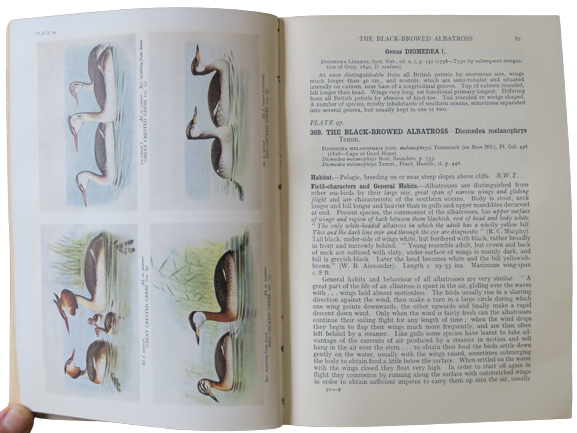 PLATE
GREAT CRESTED GREBE
RED-NECKED GREBE
GREAT CRESTED GREBE
RED-NECKED GREBE
THE BLACK-BROWED ALBATROSS 81
Genus DIOMEDEA L.
DIOMEDEA Linnæus, Syst. Nat., ed. x, i, p. 132 (1758—Type by subsequent designa-
tion of Gray, 1840, D. exulans).
At once distinguishable from all British petrels by enormous size, wings
much longer than 40 cm., and nostrils, which are semi-tubular and situated
laterally on culmen, near base of a longitudinal groove. Top of culmen rounded,
bill longer than head. Wings very long, 1st functional primary longest. Differing
from all British petrels by absence of hind-toe. Tail rounded or wedge-shaped.
A number of species, mostly inhabitants of southern oceans, sometimes separated
into several genera, but usually kept to one or two.
PLATE 97.
369. THE BLACK-BROWED ALBATROSS—Diomedea melanophrys
Temm.
DIOMEDEA MELANOPHRIS (corr. melanophrys) Temminck (ex Boie MS.), Pl. Col. 456
(1828—Cape of Good Hope).
Diomedea melanophrys Boie, Saunders, p. 755.
Diomedea melanophrys Temm., Pract. Handb., ii, p. 446.
Habitat.—Pelagic, breeding on or near steep slopes above cliffs. B.W.T.
Field-characters and General Habits.—Albatrosses are distinguished from
other sea-birds by their large size, great span of narrow wings and gliding
flight and are characteristic of the southern oceans. Body is stout, neck
longer and bill longer and heavier than in gulls and upper mandibles decurved
at end. Present species, the commonest of the albatrosses, has upper surface
of wings and region of back between them blackish, rest of head and body white.
"The only white-headed albatross in which the adult has a wholly yellow bill.
This and the dark line near and through the eye are diagnostic" (R. C. Murphy).
Tail black, under-side of wings white, but bordered with black, rather broadly
in front and narrowly behind. "Young resemble adult, but crown and back
of neck are suffused with slaty, under-surface of wings is mainly dark, and
bill is greyish-black. Later the head becomes white and the bill yellowish-
brown." (W. B. Alexander). Length c. 29-33 ins. Maximum wing-span
c. 8 ft.
General habits and behaviour of all albatrosses are very similar. "A
great part of the life of an albatross is spent in the air, gliding over the waves
with . . . wings held almost motionless. The birds usually rise in a slanting
direction against the wind, then make a turn in a large circle during which
one wing points downwards, the other upwards and finally make a rapid
descent down wind. Only when the wind is fairly fresh can the albatrosses
continue their sailing flight for any length of time; when the wind drops
they begin to flap their wings much more frequently, and are then often
left behind by a steamer. Like gulls some species have learnt to take ad-
vantage of the currents of air produced by a steamer in motion and will
hang in the air over the stern . . . to obtain their food the birds settle down
gently on the water, usually with the wings raised, sometimes submerging
the body to obtain food a little below the surface. When settled on the water
with the wings closed they float very high. In order to start off again in
flight they commence by running along the surface with outstretched wings
in order to obtain sufficient impetus to carry them up into the air, usually